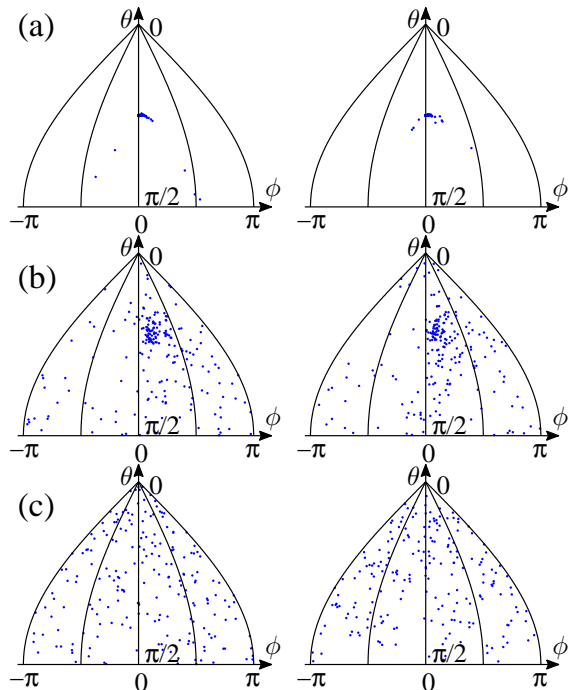 (a) θ 0 θ 0
π/2 ϕ π/2 ϕ
−π 0 π −π 0 π
(b) θ 0 θ 0
π/2 ϕ π/2 ϕ
−π 0 π −π 0 π
(c) θ 0 θ 0
π/2 ϕ π/2 ϕ
−π 0 π −π 0 π